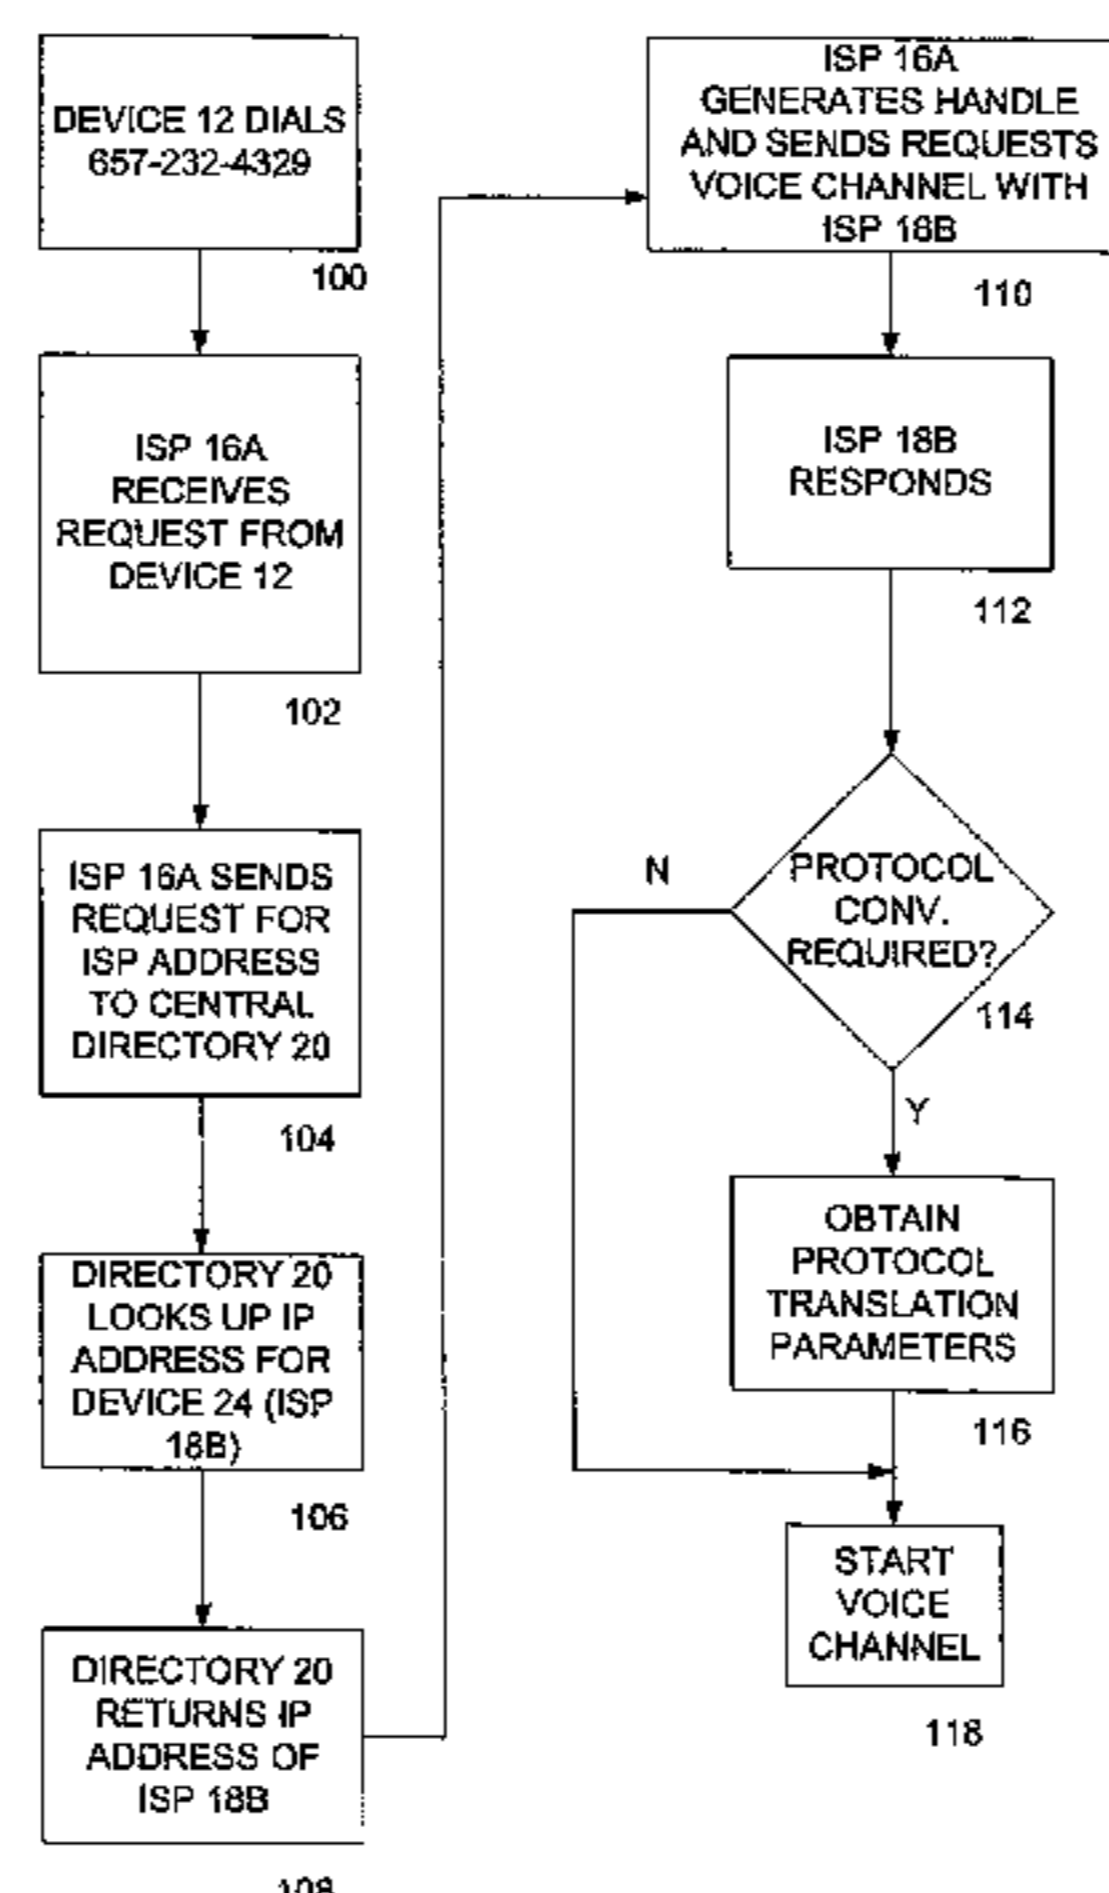 DEVICE 12 DIALS
657-232-4329
100
ISP 16A
RECEIVES
REQUEST FROM
DEVICE 12
102
ISP 16A SENDS
REQUEST FOR
ISP ADDRESS
TO CENTRAL
DIRECTORY 20
104
DIRECTORY 20
LOOKS UP IP
ADDRESS FOR
DEVICE 24 (ISP
18B)
106
DIRECTORY 20
RETURNS IP
ADDRESS OF
ISP 18B
108
ISP 16A
GENERATES HANDLE
AND SENDS REQUESTS
VOICE CHANNEL WITH
ISP 18B
110
ISP 18B
RESPONDS
112
PROTOCOL
CONV.
REQUIRED?
114
N
Y
OBTAIN
PROTOCOL
TRANSLATION
PARAMETERS
116
START
VOICE
CHANNEL
118